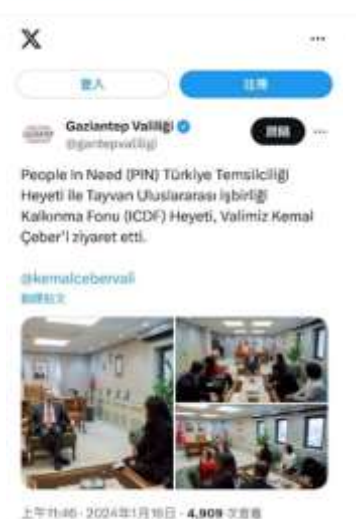 X
登入
註冊
Gaziantep Valiliği
@gantepvaliligi
跟隨
People In Need (PIN) Türkiye Temsilciliği
Heyeti ile Tayvan Uluslararası İşbirliği
Kalkınma Fonu (ICDF) Heyeti, Valimiz Kemal
Çeber'i ziyaret etti.
@kemalcebervali
翻譯貼文
上午11:46 · 2024年1月16日 · 4,909 次查看